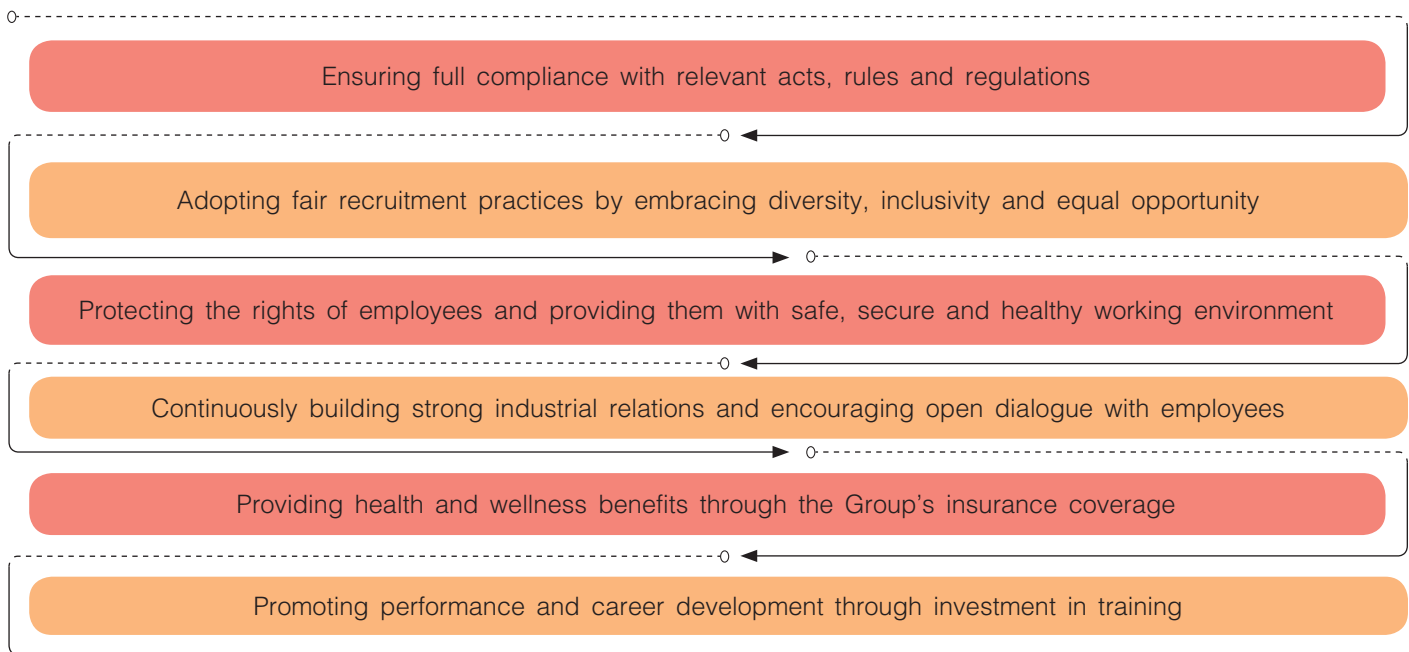 Ensuring full compliance with relevant acts, rules and regulations
Adopting fair recruitment practices by embracing diversity, inclusivity and equal opportunity
Protecting the rights of employees and providing them with safe, secure and healthy working environment
Continuously building strong industrial relations and encouraging open dialogue with employees
Providing health and wellness benefits through the Group’s insurance coverage
Promoting performance and career development through investment in training